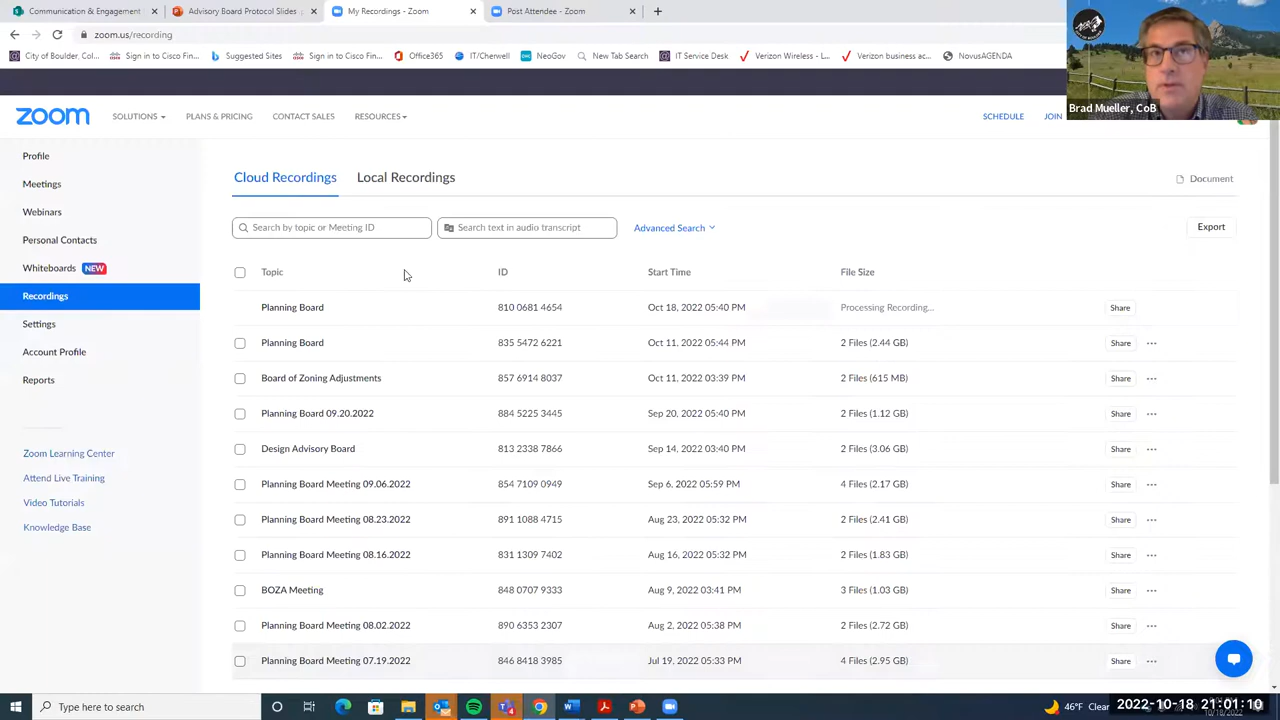 Communication & Engagement
Advisory Board Protocol Slides
My Recordings - Zoom
Post Attendee - Zoom
zoom.us/recording
City of Boulder, Col...
Sign in to Cisco Fin...
Suggested Sites
Sign in to Cisco Fin...
Office365
IT/Cherwell
NeoGov
New Tab Search
IT Service Desk
Verizon Wireless - L...
Verizon business ac...
NovusAGENDA
Brad Mueller, CoB
zoom
SOLUTIONS
PLANS & PRICING
CONTACT SALES
RESOURCES
SCHEDULE
JOIN
Profile
Meetings
Webinars
Personal Contacts
Whiteboards NEW
Recordings
Settings
Account Profile
Reports
Zoom Learning Center
Attend Live Training
Video Tutorials
Knowledge Base
Cloud Recordings
Local Recordings
Document
Search by topic or Meeting ID
Search text in audio transcript
Advanced Search
Export
Topic ID Start Time File Size
Planning Board 810 0681 4654 Oct 18, 2022 05:40 PM Processing Recording... Share
Planning Board 835 5472 6221 Oct 11, 2022 05:44 PM 2 Files (2.44 GB) Share
Board of Zoning Adjustments 857 6914 8037 Oct 11, 2022 03:39 PM 2 Files (615 MB) Share
Planning Board 09.20.2022 884 5225 3445 Sep 20, 2022 05:40 PM 2 Files (1.12 GB) Share
Design Advisory Board 813 2338 7866 Sep 14, 2022 03:40 PM 2 Files (3.06 GB) Share
Planning Board Meeting 09.06.2022 854 7109 0949 Sep 6, 2022 05:59 PM 4 Files (2.17 GB) Share
Planning Board Meeting 08.23.2022 891 1088 4715 Aug 23, 2022 05:32 PM 2 Files (2.41 GB) Share
Planning Board Meeting 08.16.2022 831 1309 7402 Aug 16, 2022 05:32 PM 2 Files (1.83 GB) Share
BOZA Meeting 848 0707 9333 Aug 9, 2022 03:41 PM 3 Files (1.03 GB) Share
Planning Board Meeting 08.02.2022 890 6353 2307 Aug 2, 2022 05:38 PM 2 Files (2.72 GB) Share
Planning Board Meeting 07.19.2022 846 8418 3985 Jul 19, 2022 05:33 PM 4 Files (2.95 GB) Share
Type here to search
46°F Clear
2022-10-18 21:01:10